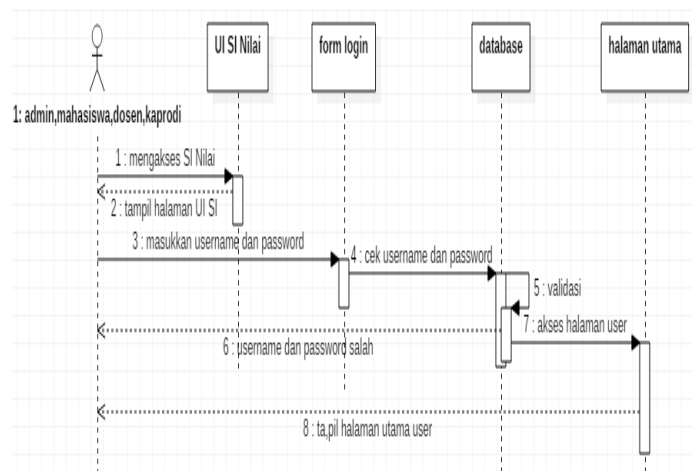 UI SI Nilai
form login
database
halaman utama
1: admin,mahasiswa,dosen,kaprodi
1 : mengakses SI Nilai
2 : tampil halaman UI SI
3 : masukkan username dan password
4 : cek username dan password
5 : validasi
7 : akses halaman user
6 : username dan password salah
8 : ta,pil halaman utama user